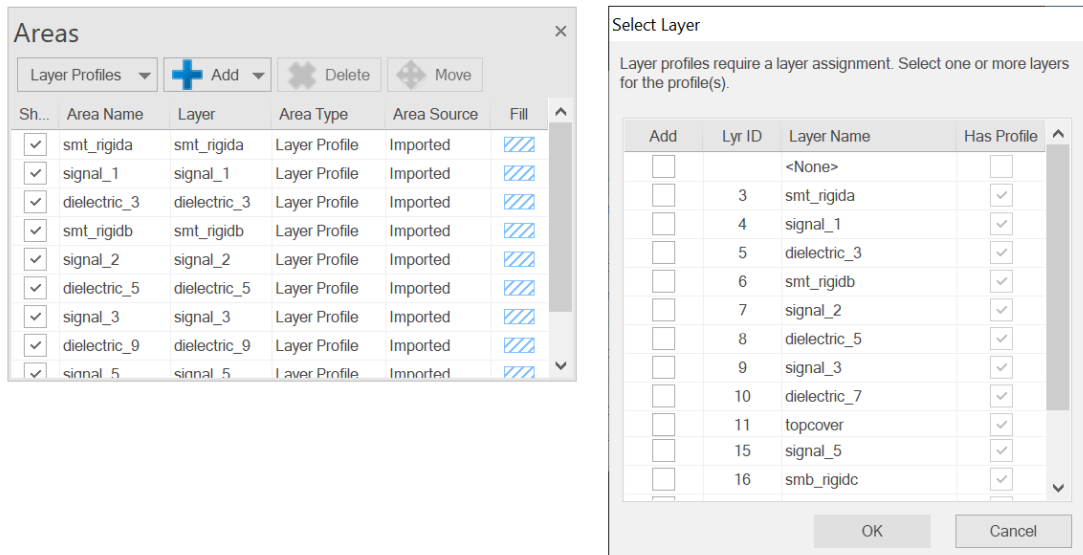 Areas
Layer Profiles Add Delete Move
Sh... Area Name Layer Area Type Area Source Fill
smt_rigida smt_rigida Layer Profile Imported
signal_1 signal_1 Layer Profile Imported
dielectric_3 dielectric_3 Layer Profile Imported
smt_rigidb smt_rigidb Layer Profile Imported
signal_2 signal_2 Layer Profile Imported
dielectric_5 dielectric_5 Layer Profile Imported
signal_3 signal_3 Layer Profile Imported
dielectric_9 dielectric_9 Layer Profile Imported
signal_5 signal_5 Layer Profile Imported
Select Layer
Layer profiles require a layer assignment. Select one or more layers
for the profile(s).
Add Lyr ID Layer Name Has Profile
<None>
3 smt_rigida
4 signal_1
5 dielectric_3
6 smt_rigidb
7 signal_2
8 dielectric_5
9 signal_3
10 dielectric_7
11 topcover
15 signal_5
16 smb_rigidc
OK Cancel